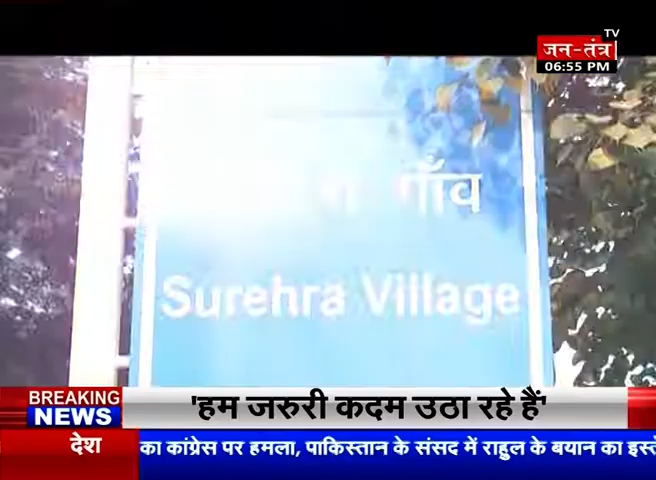 TV
जन-तंत्र
06:55 PM
गाँव
Surehra Village
BREAKING
NEWS
'हम जरुरी कदम उठा रहे हैं'
देश
का कांग्रेस पर हमला, पाकिस्तान के संसद में राहुल के बयान का